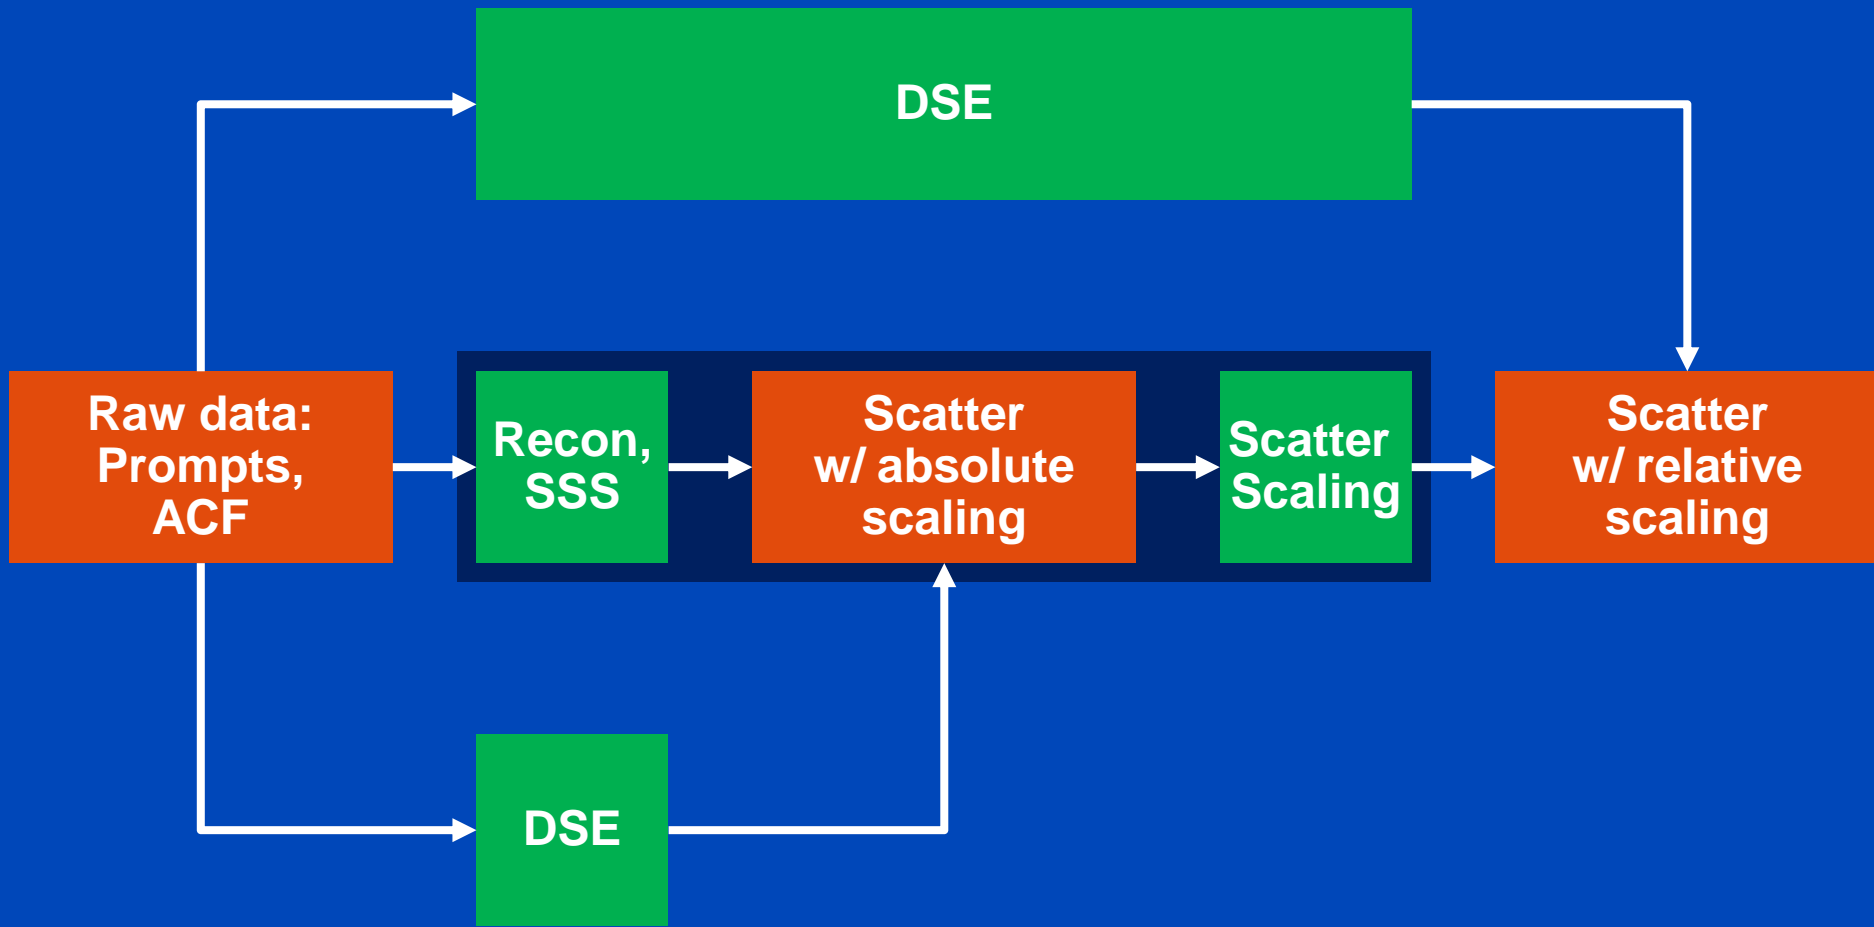 DSE
Raw data:
Prompts,
ACF
Recon,
SSS
Scatter
w/ absolute
scaling
Scatter
Scaling
Scatter
w/ relative
scaling
DSE